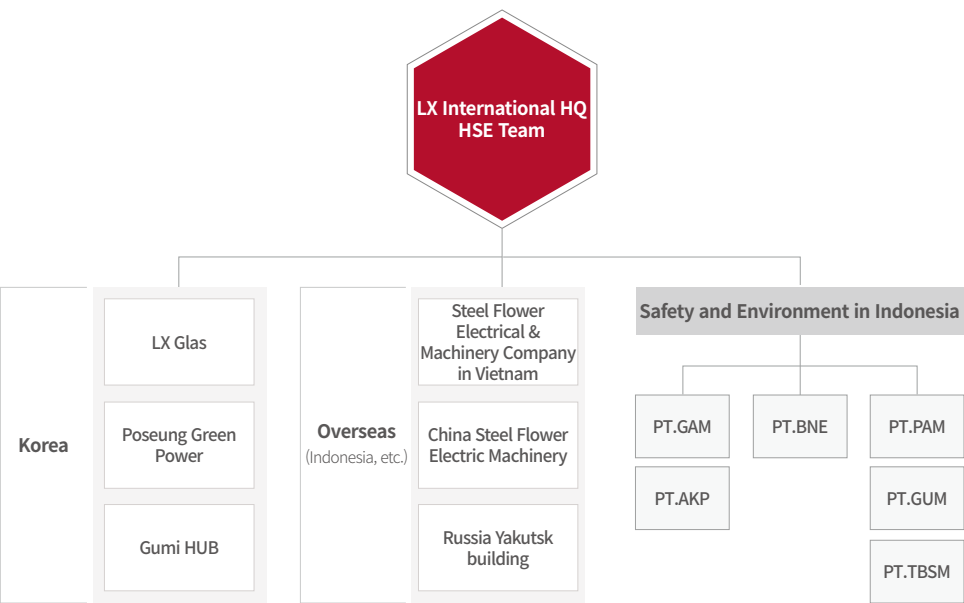 LX International HQ
HSE Team
Korea
LX Glas
Poseung Green
Power
Gumi HUB
Overseas
(Indonesia, etc.)
Steel Flower
Electrical &
Machinery Company
in Vietnam
China Steel Flower
Electric Machinery
Russia Yakutsk
building
Safety and Environment in Indonesia
PT.GAM
PT.AKP
PT.BNE
PT.PAM
PT.GUM
PT.TBSM